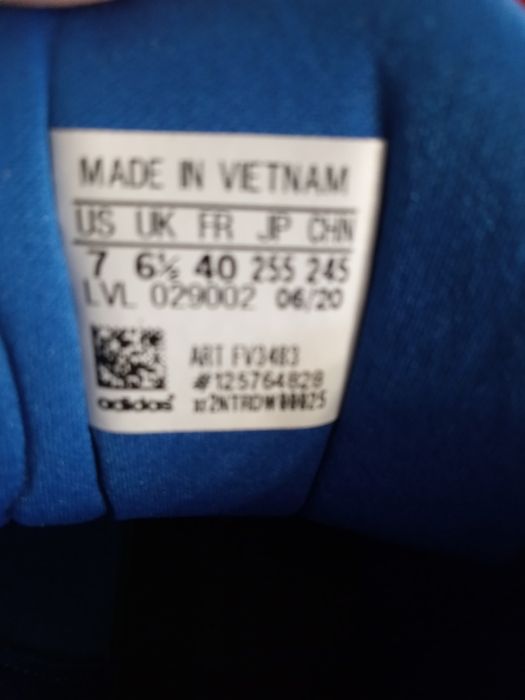 MADE IN VIETNAM
US UK FR JP CHN
7 6½ 40 255 245
LVL 029002 06/20
ART FV3483
#125764828
adidas